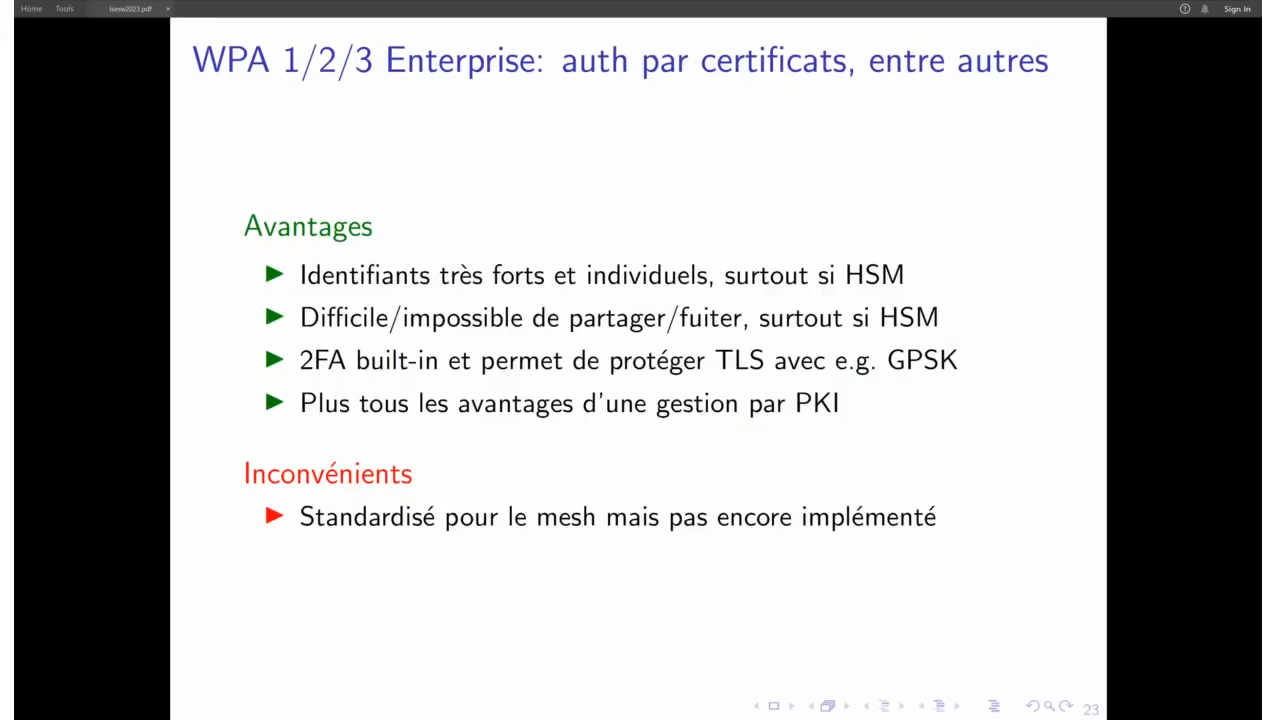 Home Tools lsesw2023.pdf × Sign In
WPA 1/2/3 Enterprise: auth par certificats, entre autres
Avantages
Identifiants très forts et individuels, surtout si HSM
Difficile/impossible de partager/fuiter, surtout si HSM
2FA built-in et permet de protéger TLS avec e.g. GPSK
Plus tous les avantages d'une gestion par PKI
Inconvénients
Standardisé pour le mesh mais pas encore implémenté
23